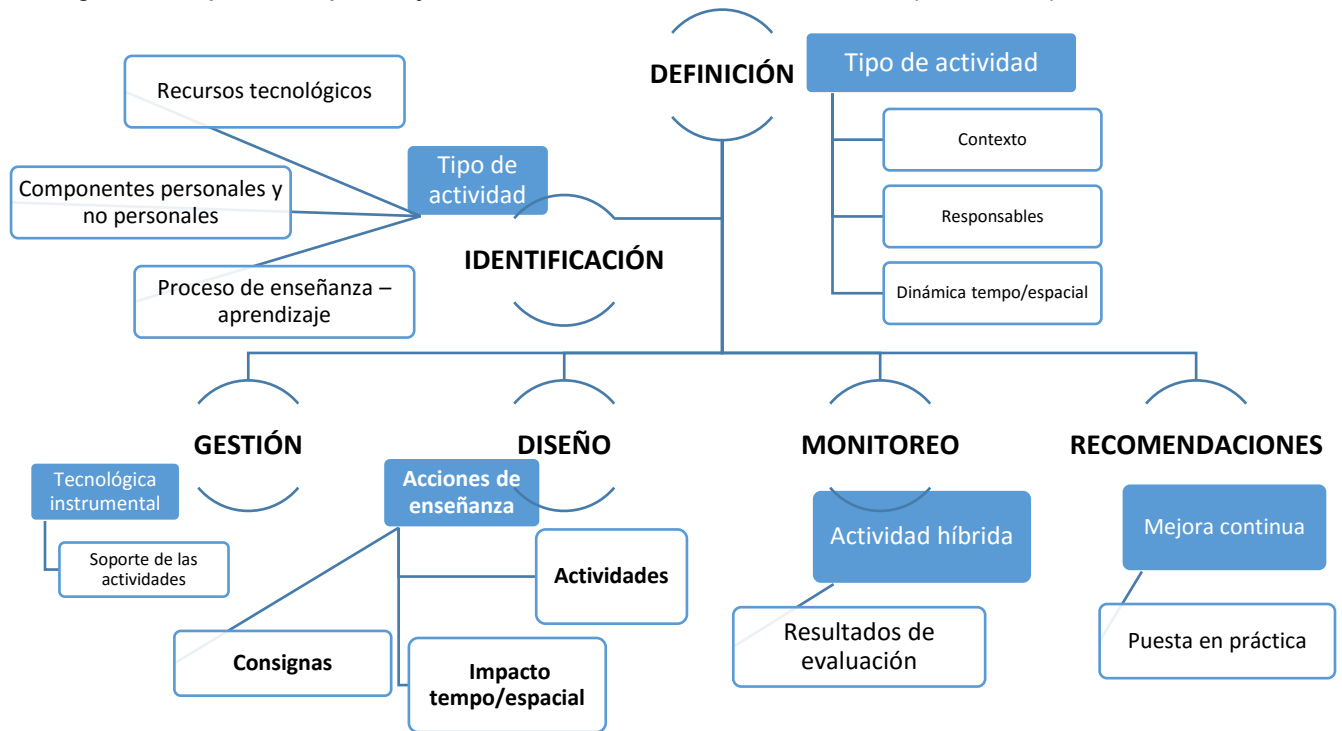 DEFINICIÓN
Tipo de actividad
Contexto
Responsables
Dinámica tempo/espacial
Recursos tecnológicos
Tipo de
actividad
Componentes personales y
no personales
IDENTIFICACIÓN
Proceso de enseñanza –
aprendizaje
GESTIÓN
Tecnológica
instrumental
Soporte de las
actividades
DISEÑO
Acciones de
enseñanza
Actividades
Consignas
Impacto
tempo/espacial
MONITOREO
Actividad híbrida
Resultados de
evaluación
RECOMENDACIONES
Mejora continua
Puesta en práctica